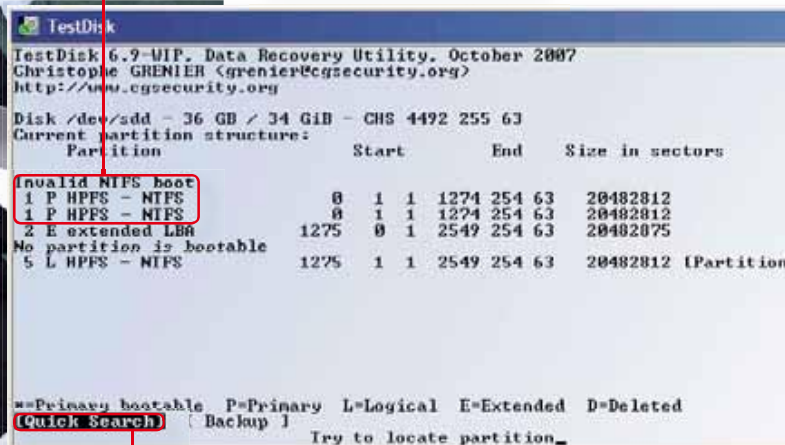 TestDisk
TestDisk 6.9-WIP, Data Recovery Utility, October 2007
Christophe GRENIER <grenier@cgsecurity.org>
http://www.cgsecurity.org
Disk /dev/sdd - 36 GB / 34 GiB - CHS 4492 255 63
Current partition structure:
Partition Start End Size in sectors
Invalid NTFS boot
1 P HPFS - NTFS 0 1 1 1274 254 63 20482812
1 P HPFS - NTFS 0 1 1 1274 254 63 20482812
2 E extended LBA 1275 0 1 2549 254 63 20482875
No partition is bootable
5 L HPFS - NTFS 1275 1 1 2549 254 63 20482812 [Partition
*=Primary bootable P=Primary L=Logical E=Extended D=Deleted
[Quick Search] [ Backup ]
Try to locate partition_